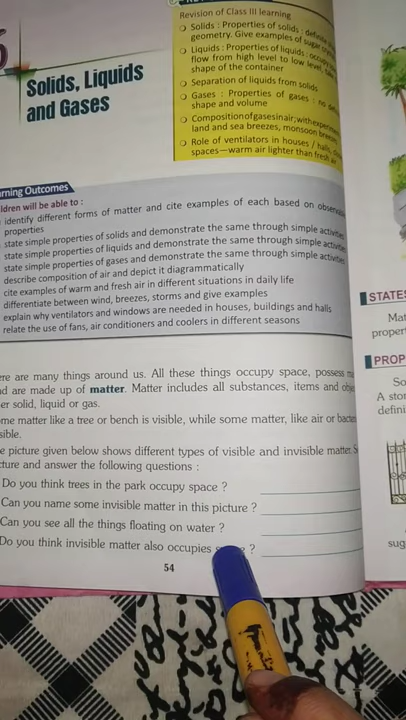 Revision of Class III learning
Solids : Properties of solids : definite
geometry. Give examples of sugar
Liquids : Properties of liquids : occupy
flow from high level to low level,
shape of the container
Separation of liquids from solids
Gases : Properties of gases : no
shape and volume
Composition of gases in air; with
land and sea breezes, monsoon
Role of ventilators in houses / halls,
spaces—warm air lighter than fresh air
Solids, Liquids
and Gases
rning Outcomes
ldren will be able to :
identify different forms of matter and cite examples of each based on
properties
state simple properties of solids and demonstrate the same through simple activities
state simple properties of liquids and demonstrate the same through simple activities
state simple properties of gases and demonstrate the same through simple activities
describe composition of air and depict it diagrammatically
cite examples of warm and fresh air in different situations in daily life
differentiate between wind, breezes, storms and give examples
explain why ventilators and windows are needed in houses, buildings and halls
relate the use of fans, air conditioners and coolers in different seasons
ere are many things around us. All these things occupy space, possess
nd are made up of matter. Matter includes all substances, items and
er solid, liquid or gas.
me matter like a tree or bench is visible, while some matter, like air or
sible.
e picture given below shows different types of visible and invisible matter.
cture and answer the following questions :
Do you think trees in the park occupy space ?
Can you name some invisible matter in this picture ?
Can you see all the things floating on water ?
Do you think invisible matter also occupies ?
54
STATES
Mat
propert
PROP
So
A stor
defini
sug